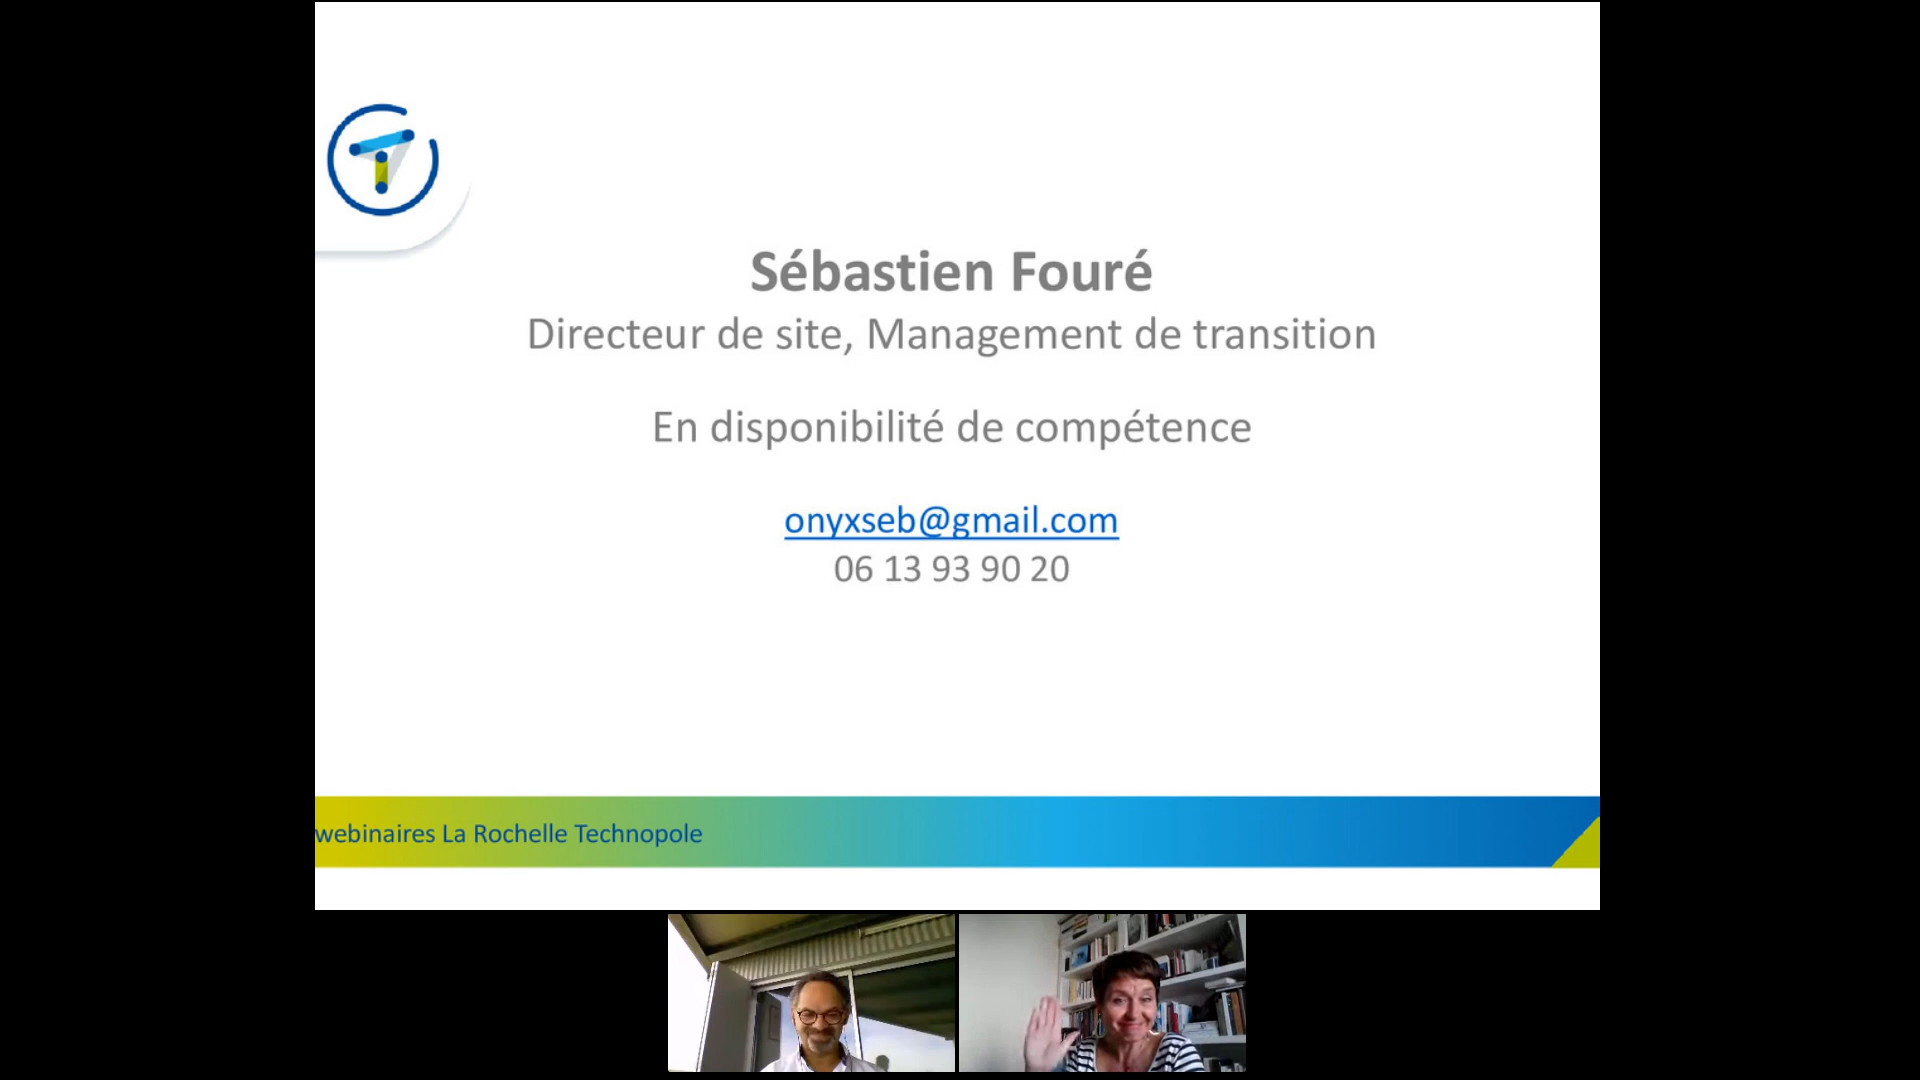 Sébastien Fouré
Directeur de site, Management de transition
En disponibilité de compétence
onyxseb@gmail.com
06 13 93 90 20
webinaires La Rochelle Technopole